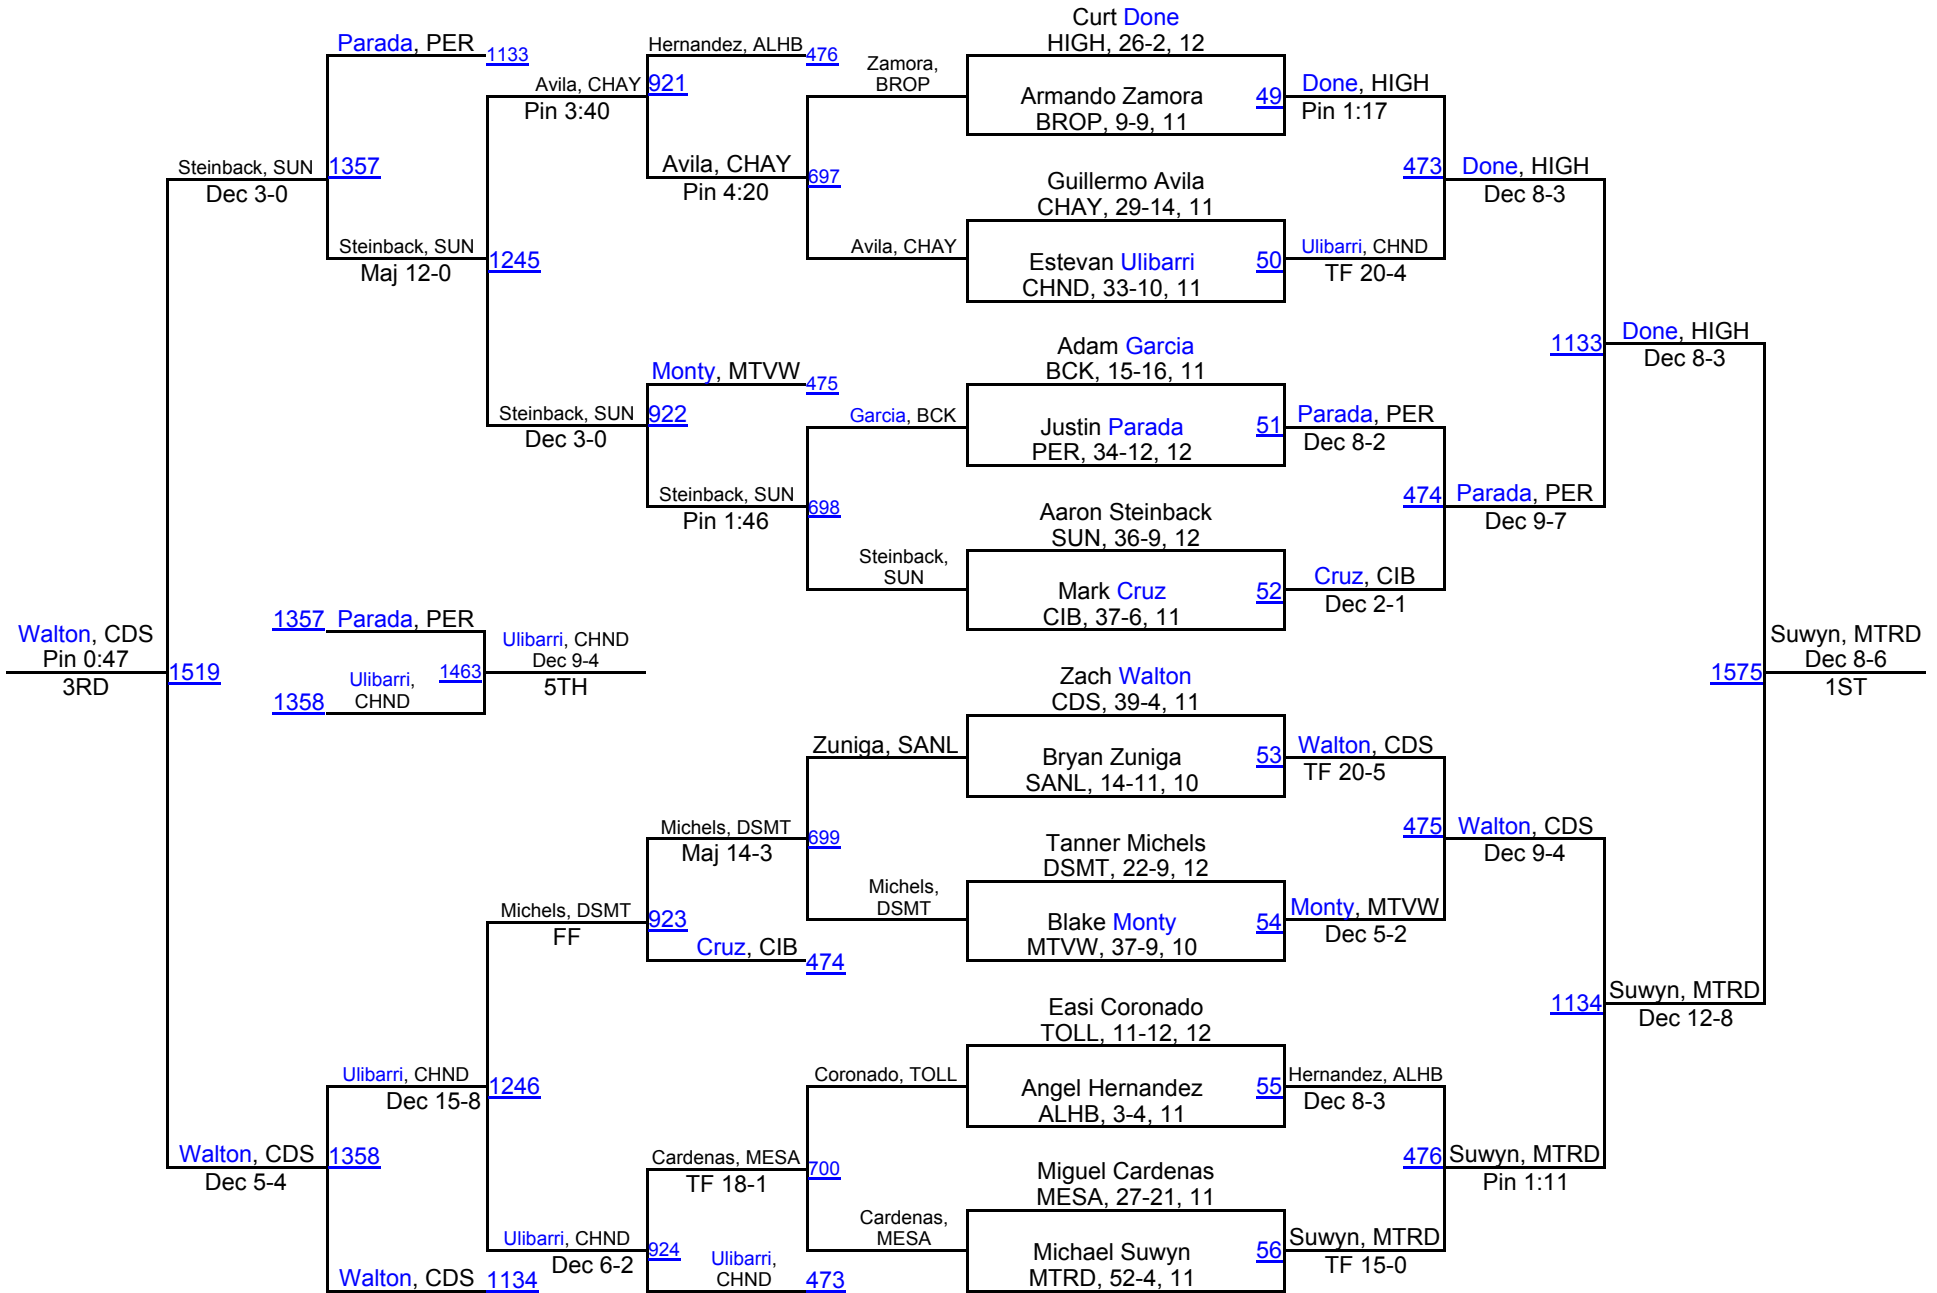 Curt Done
HIGH, 26-2, 12
Armando Zamora
BROP, 9-9, 11
49
Guillermo Avila
CHAY, 29-14, 11
Estevan Ulibarri
CHND, 33-10, 11
50
Adam Garcia
BCK, 15-16, 11
Justin Parada
PER, 34-12, 12
51
Aaron Steinback
SUN, 36-9, 12
Mark Cruz
CIB, 37-6, 11
52
Zach Walton
CDS, 39-4, 11
Bryan Zuniga
SANL, 14-11, 10
53
Tanner Michels
DSMT, 22-9, 12
Blake Monty
MTVW, 37-9, 10
54
Easi Coronado
TOLL, 11-12, 12
Angel Hernandez
ALHB, 3-4, 11
55
Miguel Cardenas
MESA, 27-21, 11
Michael Suwyn
MTRD, 52-4, 11
56
Done, HIGH
Pin 1:17
473
Ulibarri, CHND
TF 20-4
Parada, PER
Dec 8-2
474
Cruz, CIB
Dec 2-1
Walton, CDS
TF 20-5
475
Monty, MTVW
Dec 5-2
Hernandez, ALHB
Dec 8-3
476
Suwyn, MTRD
TF 15-0
Done, HIGH
Dec 8-3
1133
Parada, PER
Dec 9-7
Walton, CDS
Dec 9-4
1134
Suwyn, MTRD
Pin 1:11
Done, HIGH
Dec 8-3
1575
Suwyn, MTRD
Dec 12-8
Suwyn, MTRD
Dec 8-6
1ST
Zamora,
BROP
697
Avila, CHAY
Garcia, BCK
698
Steinback,
SUN
Zuniga, SANL
699
Michels,
DSMT
Coronado, TOLL
700
Cardenas,
MESA
Hernandez, ALHB
476
921
Avila, CHAY
Pin 4:20
Monty, MTVW
475
922
Steinback, SUN
Pin 1:46
Michels, DSMT
Maj 14-3
923
Cruz, CIB
474
Cardenas, MESA
TF 18-1
924
Ulibarri,
CHND
473
Avila, CHAY
Pin 3:40
1245
Steinback, SUN
Dec 3-0
Michels, DSMT
FF
1246
Ulibarri, CHND
Dec 6-2
Parada, PER
1133
1357
Steinback, SUN
Maj 12-0
Ulibarri, CHND
Dec 15-8
1358
Walton, CDS
1134
Steinback, SUN
Dec 3-0
1519
Walton, CDS
Dec 5-4
Walton, CDS
Pin 0:47
3RD
1357
Parada, PER
1463
1358
Ulibarri,
CHND
Ulibarri, CHND
Dec 9-4
5TH